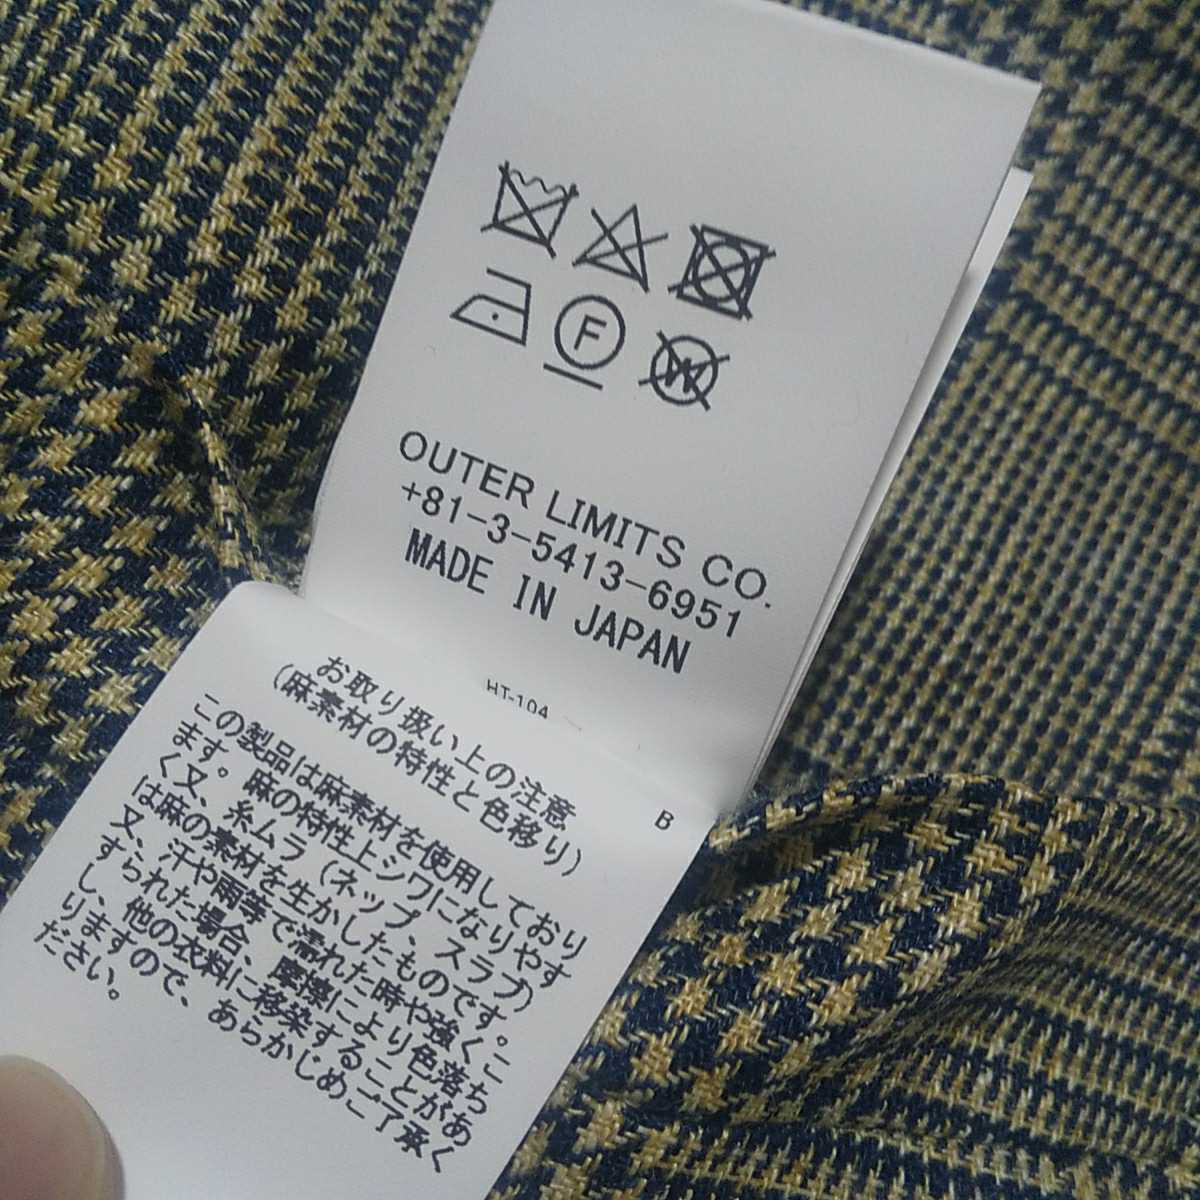 F
W
OUTER LIMITS CO.
+81-3-5413-6951
MADE IN JAPAN
HT-104
B
お取り扱い上の注意
(麻素材の特性と色移り)
この製品は麻素材を使用しており
ます。麻の特性上シワになりやす
く又、糸ムラ(ネップ、スラブ)
は麻の素材を生かしたものです。
又、汗や雨等で濡れた時や強くこ
すられた場合、摩擦により色落ち
し、他の衣料に移染することがあ
りますので、あらかじめご了承く
ださい。